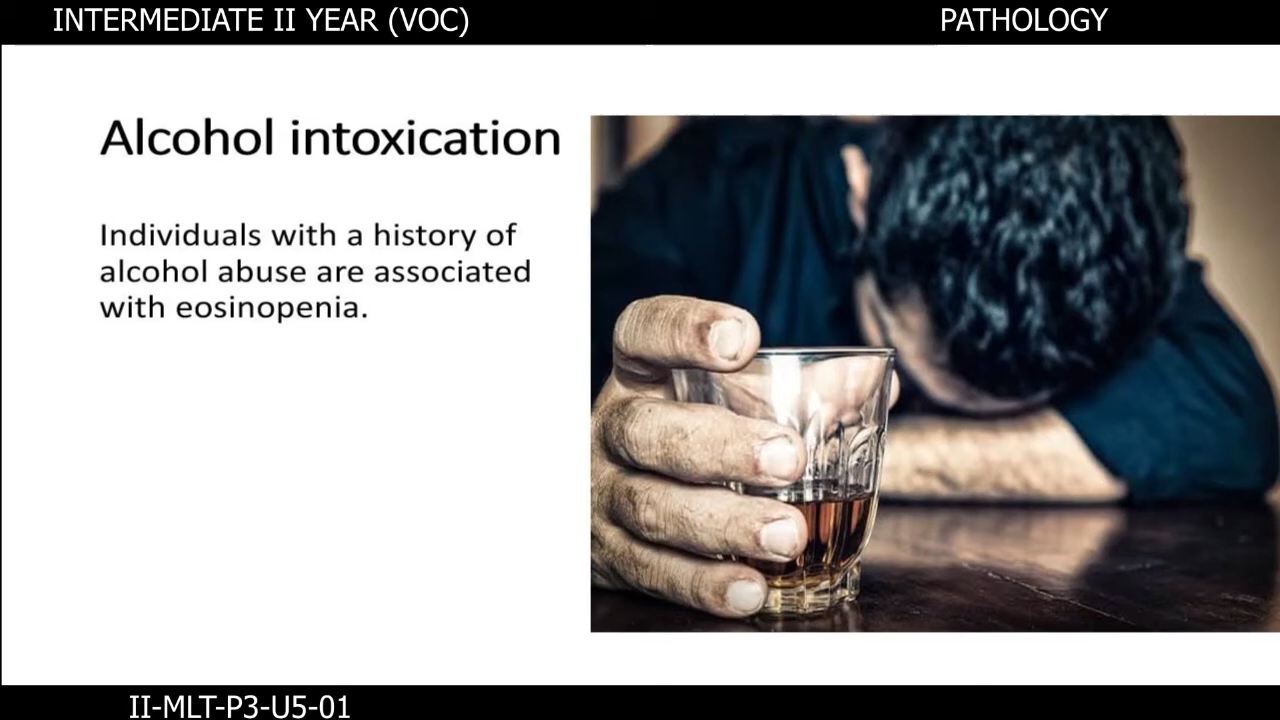 INTERMEDIATE II YEAR (VOC)
PATHOLOGY
Alcohol intoxication
Individuals with a history of
alcohol abuse are associated
with eosinopenia.
II-MLT-P3-U5-01